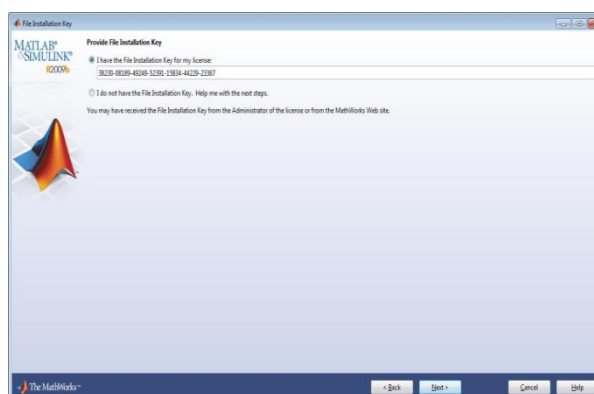 File Installation Key
MATLAB®
&SIMULINK®
R2009b
Provide File Installation Key
I have the File Installation Key for my license:
38230-08189-49249-52391-15834-44229-23367
I do not have the File Installation Key. Help me with the next steps.
You may have received the File Installation Key from the Administrator of the license or from the MathWorks Web site.
The MathWorks™
< Back
Next >
Cancel
Help